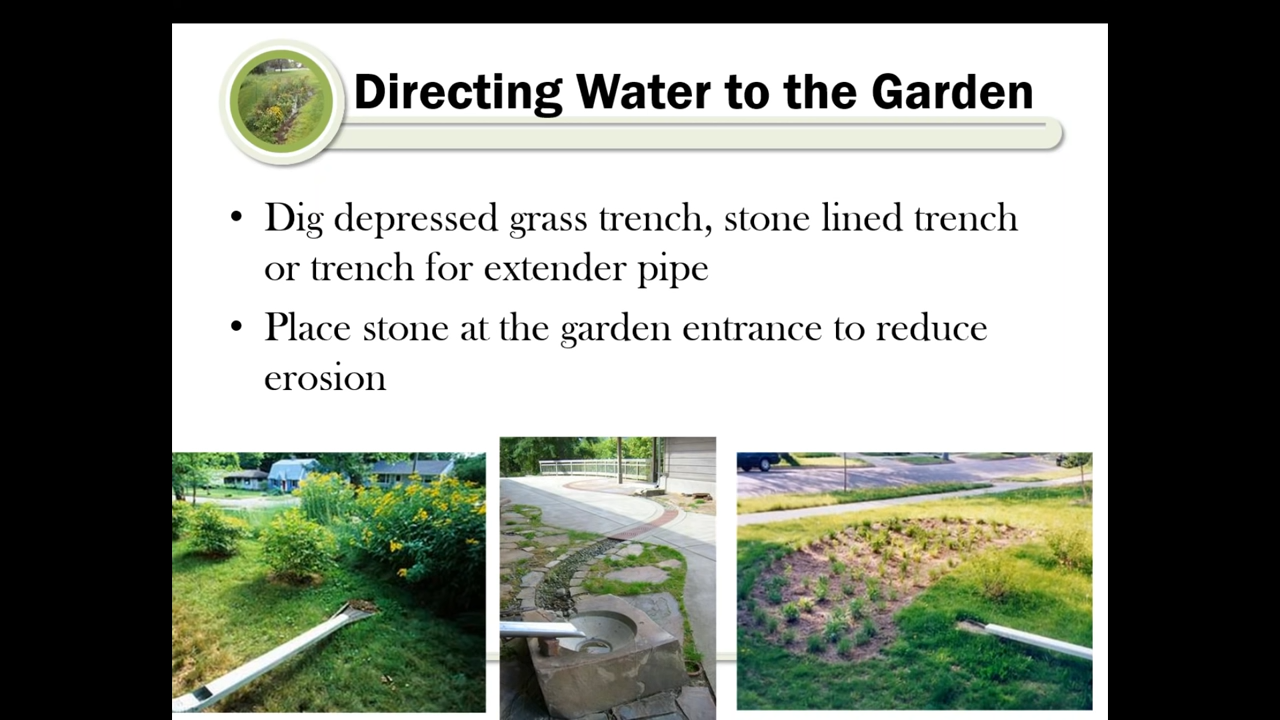 Directing Water to the Garden
• Dig depressed grass trench, stone lined trench
or trench for extender pipe
• Place stone at the garden entrance to reduce
erosion